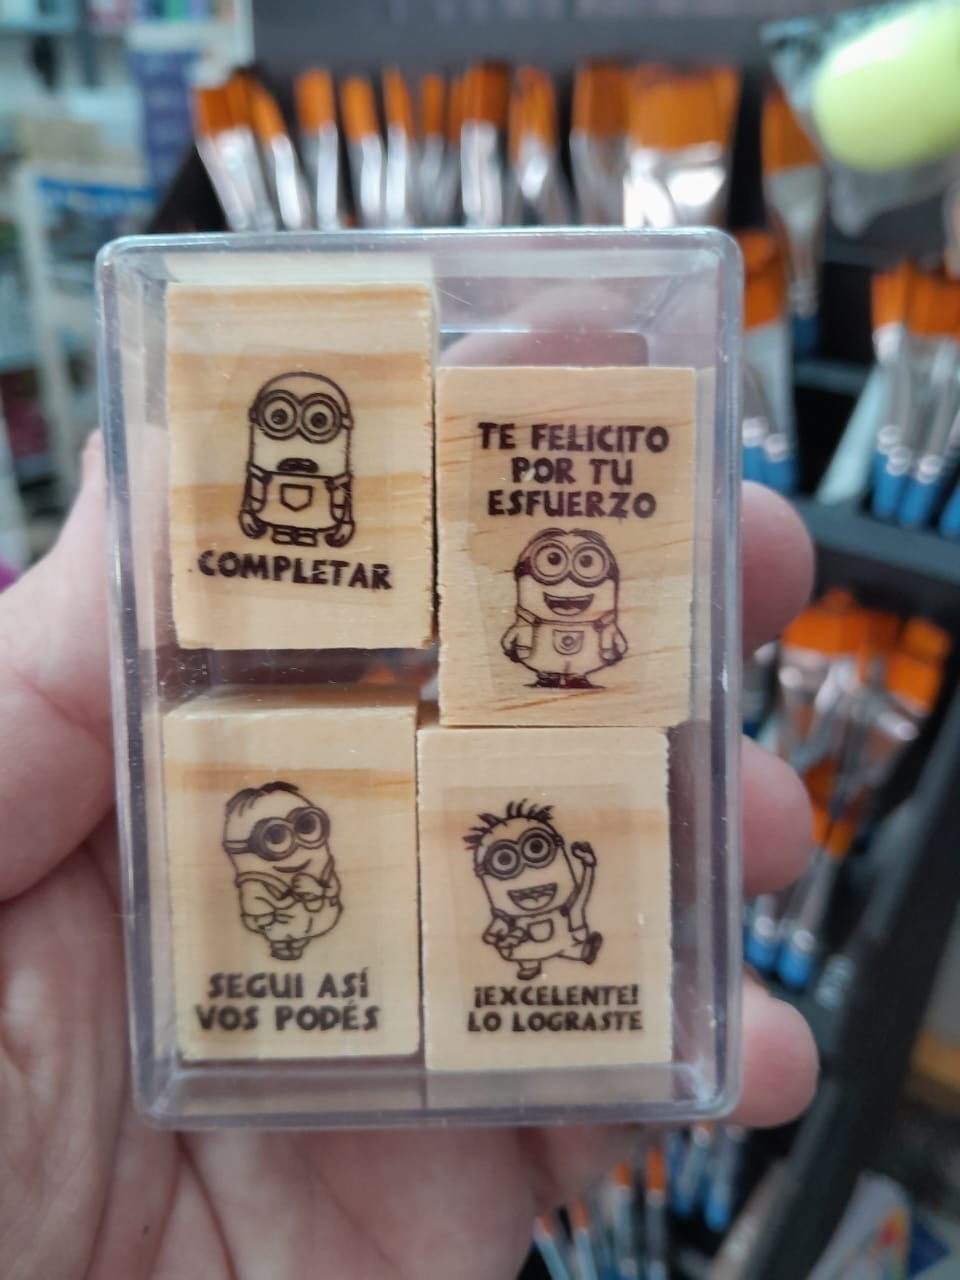 COMPLETAR
TE FELICITO
POR TU
ESFUERZO
SEGUI ASÍ
VOS PODÉS
¡EXCELENTE!
LO LOGRASTE